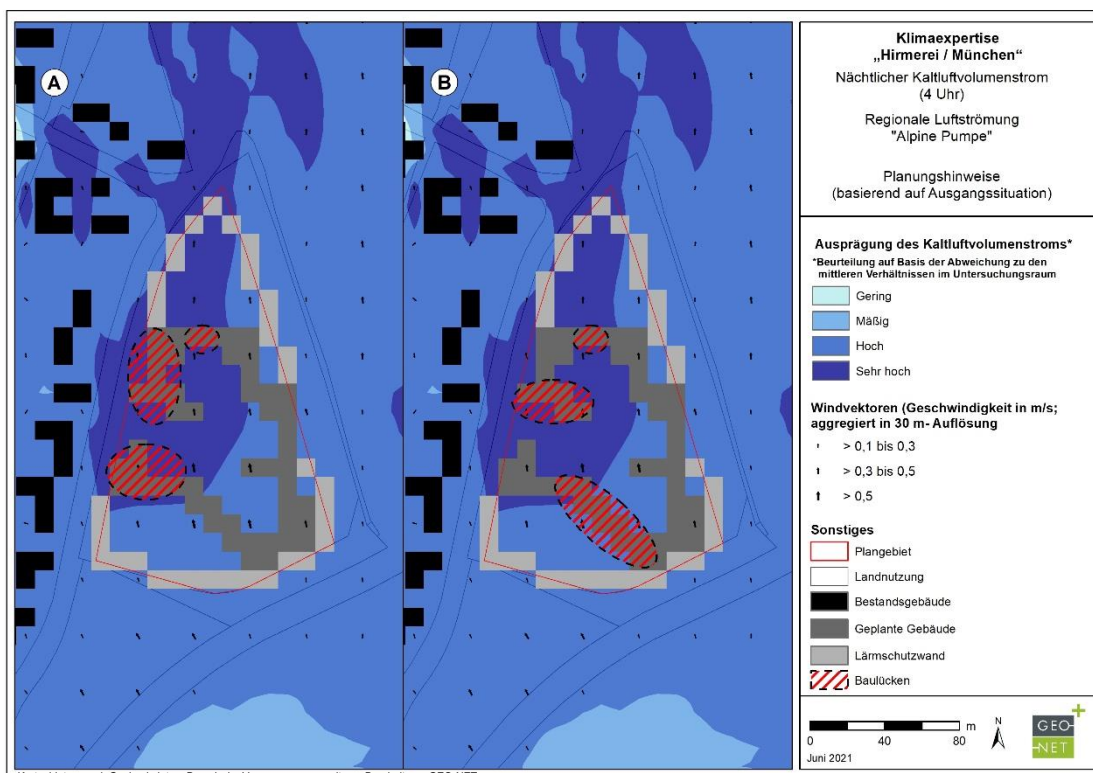 A
B
Klimaexpertise
„Hirmerei / München“
Nächtlicher Kaltluftvolumenstrom
(4 Uhr)
Regionale Luftströmung
"Alpine Pumpe"
Planungshinweise
(basierend auf Ausgangssituation)
Ausprägung des Kaltluftvolumenstroms*
*Beurteilung auf Basis der Abweichung zu den
mittleren Verhältnissen im Untersuchungsraum
Gering
Mäßig
Hoch
Sehr hoch
Windvektoren (Geschwindigkeit in m/s;
aggregiert in 30 m- Auflösung
> 0,1 bis 0,3
> 0,3 bis 0,5
> 0,5
Sonstiges
Plangebiet
Landnutzung
Bestandsgebäude
Geplante Gebäude
Lärmschutzwand
Baulücken
m
0 40 80
N
Juni 2021
GEO
NET